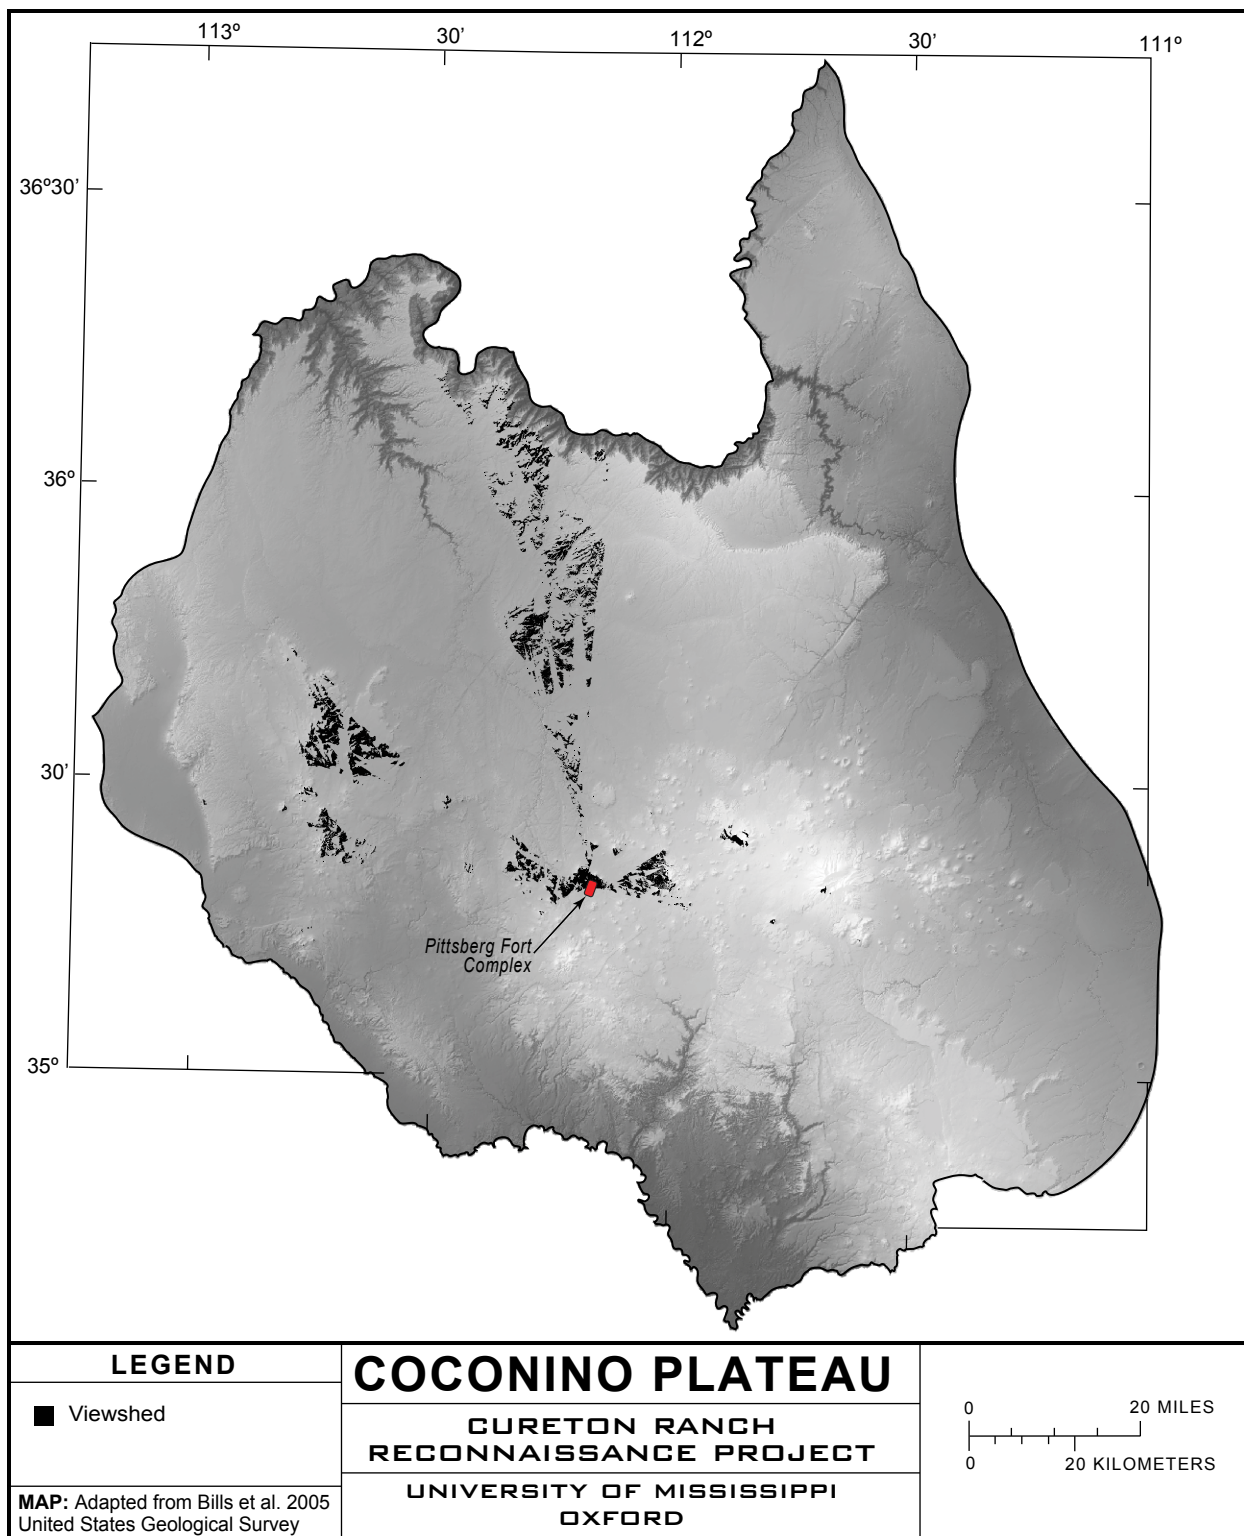 113º
30’
112º
30’
111º
36º30’
36º
30’
35º
Pittsberg Fort
Complex
LEGEND
Viewshed
MAP: Adapted from Bills et al. 2005
United States Geological Survey
COCONINO PLATEAU
CURETON RANCH
RECONNAISSANCE PROJECT
UNIVERSITY OF MISSISSIPPI
OXFORD
0 20 MILES
0 20 KILOMETERS